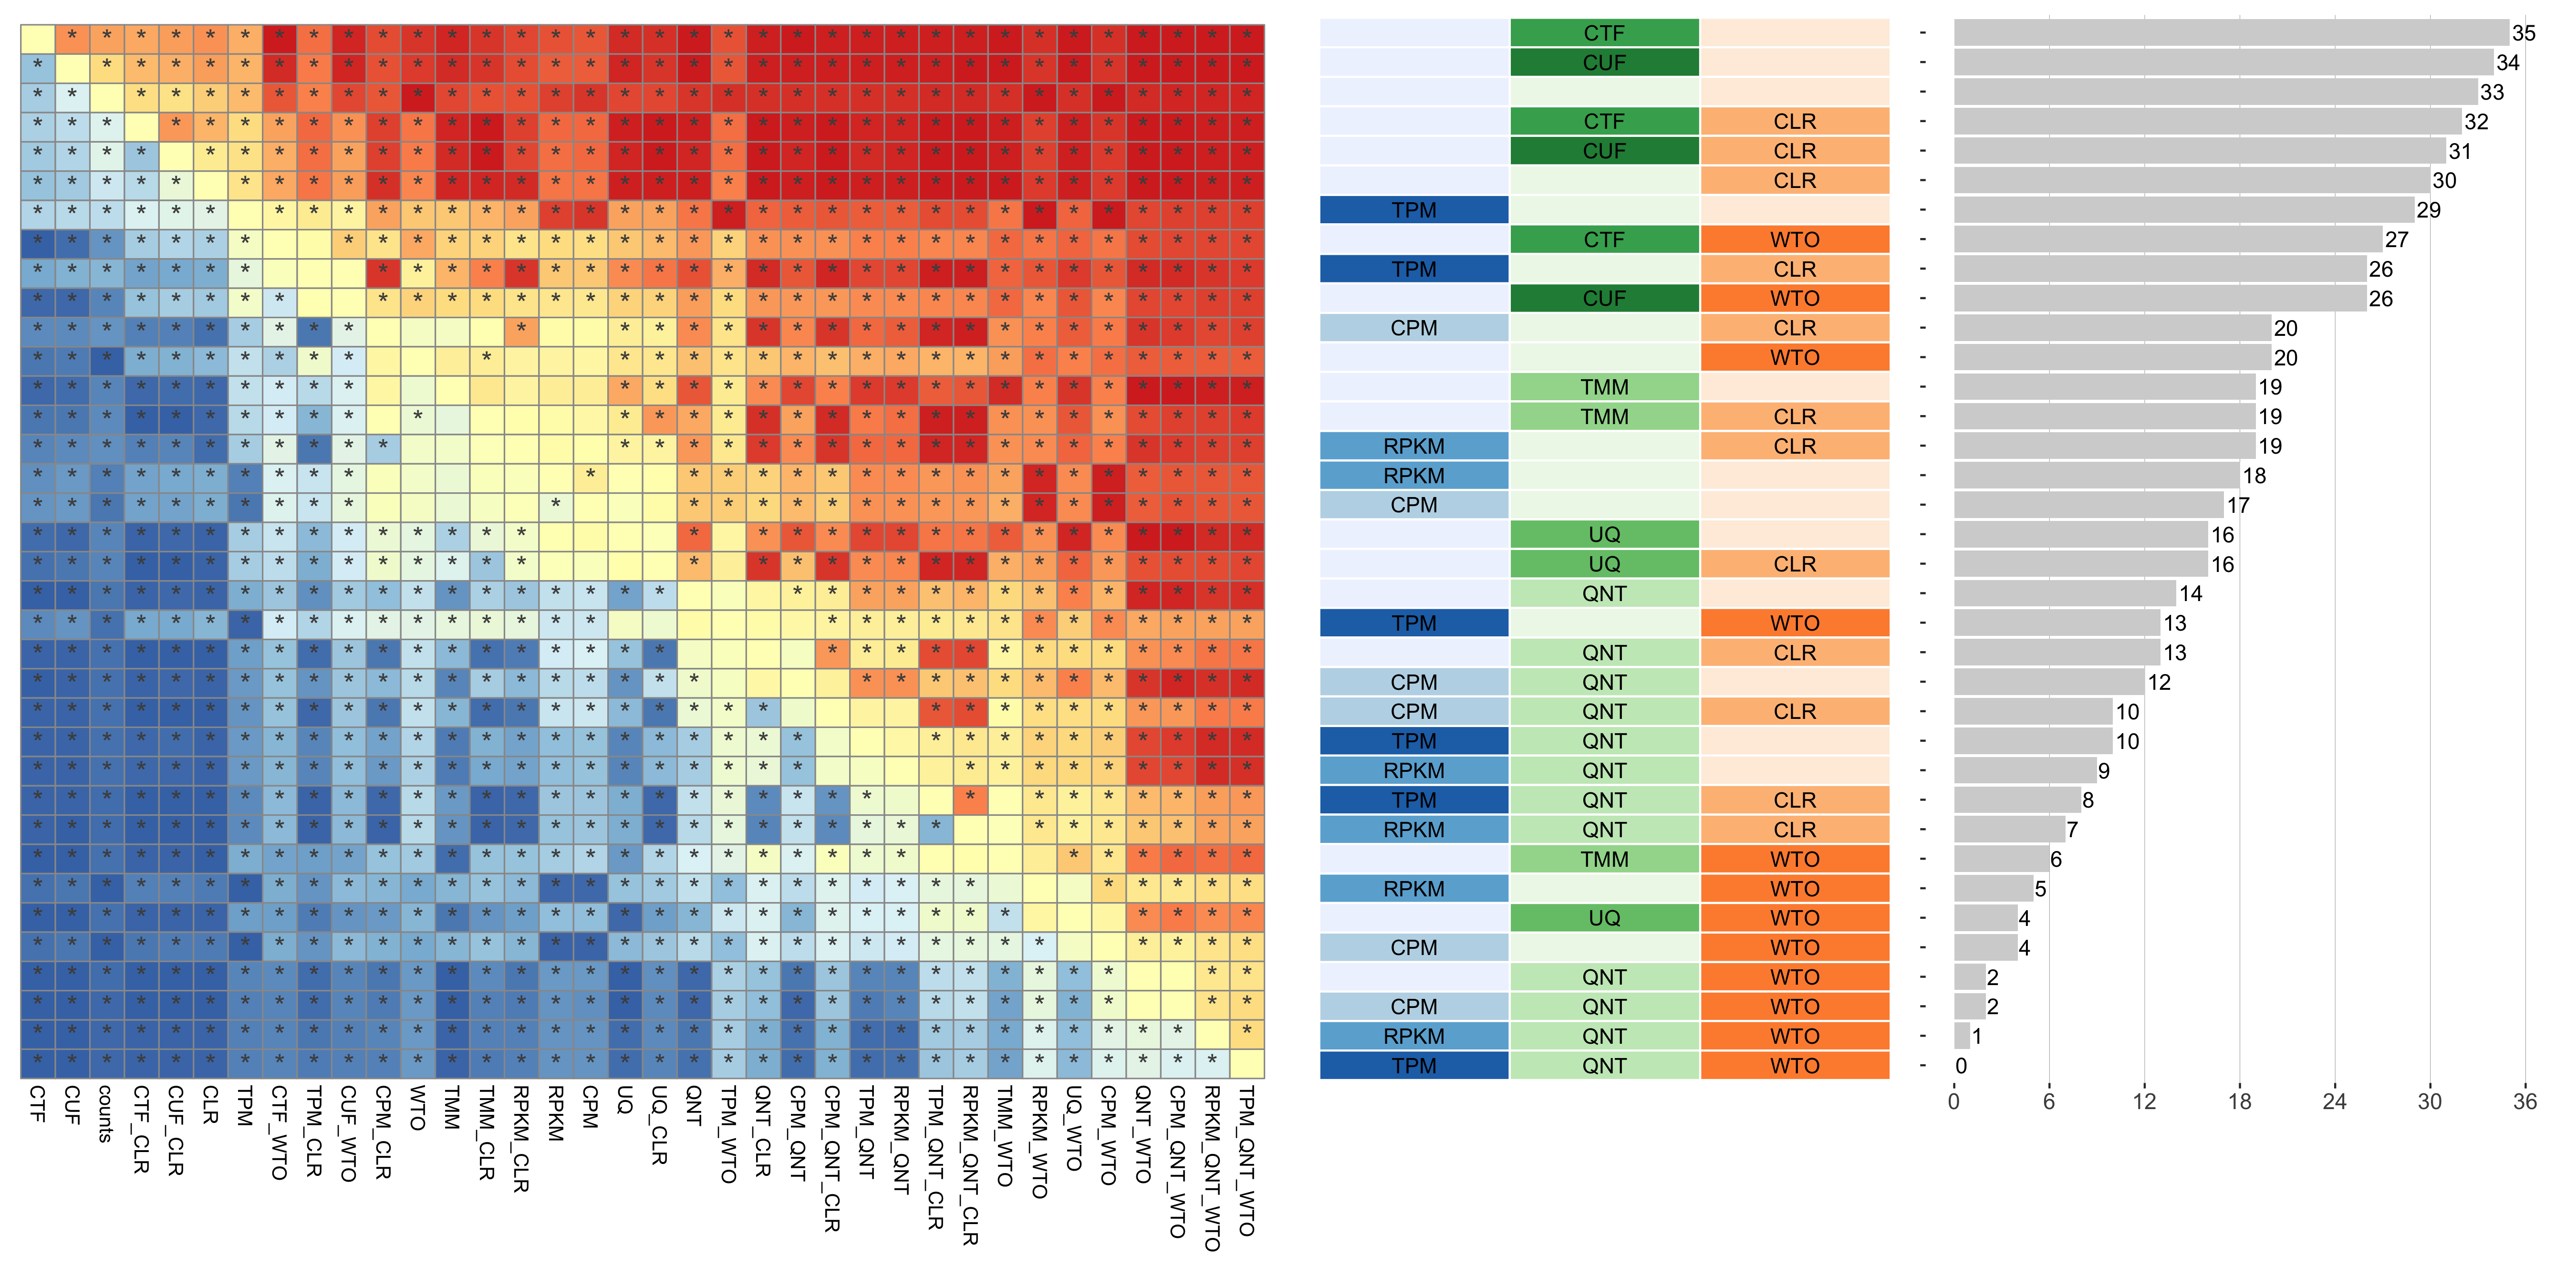 CTF - 35
CUF - 34
- 33
CTF CLR - 32
CUF CLR - 31
CLR - 30
TPM - 29
CTF WTO - 27
TPM CLR - 26
CUF WTO - 26
CPM CLR - 20
WTO - 20
TMM - 19
TMM CLR - 19
RPKM CLR - 19
RPKM - 18
CPM - 17
UQ - 16
UQ CLR - 16
QNT - 14
TPM WTO - 13
QNT CLR - 13
CPM QNT - 12
CPM QNT CLR - 10
TPM QNT - 10
RPKM QNT - 9
TPM QNT CLR - 8
RPKM QNT CLR - 7
TMM WTO - 6
RPKM WTO - 5
UQ WTO - 4
CPM WTO - 4
QNT WTO - 2
CPM QNT WTO - 2
RPKM QNT WTO - 1
TPM QNT WTO - 0
0 6 12 18 24 30 36
CTF
CUF
counts
CTF_CLR
CUF_CLR
CLR
TPM
CTF_WTO
TPM_CLR
CUF_WTO
CPM_CLR
WTO
TMM
TMM_CLR
RPKM_CLR
RPKM
CPM
UQ
UQ_CLR
QNT
TPM_WTO
QNT_CLR
CPM_QNT
CPM_QNT_CLR
TPM_QNT
RPKM_QNT
TPM_QNT_CLR
RPKM_QNT_CLR
TMM_WTO
RPKM_WTO
UQ_WTO
CPM_WTO
QNT_WTO
CPM_QNT_WTO
RPKM_QNT_WTO
TPM_QNT_WTO